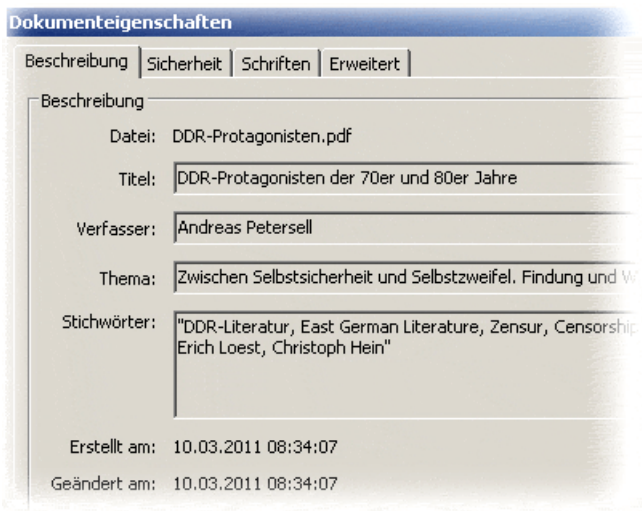 Dokumenteigenschaften
Beschreibung Sicherheit Schriften Erweitert
Beschreibung
Datei: DDR-Protagonisten.pdf
Titel: DDR-Protagonisten der 70er und 80er Jahre
Verfasser: Andreas Petersell
Thema: Zwischen Selbstsicherheit und Selbstzweifel. Findung und W
Stichwörter: "DDR-Literatur, East German Literature, Zensur, Censorship
Erich Loest, Christoph Hein"
Erstellt am: 10.03.2011 08:34:07
Geändert am: 10.03.2011 08:34:07